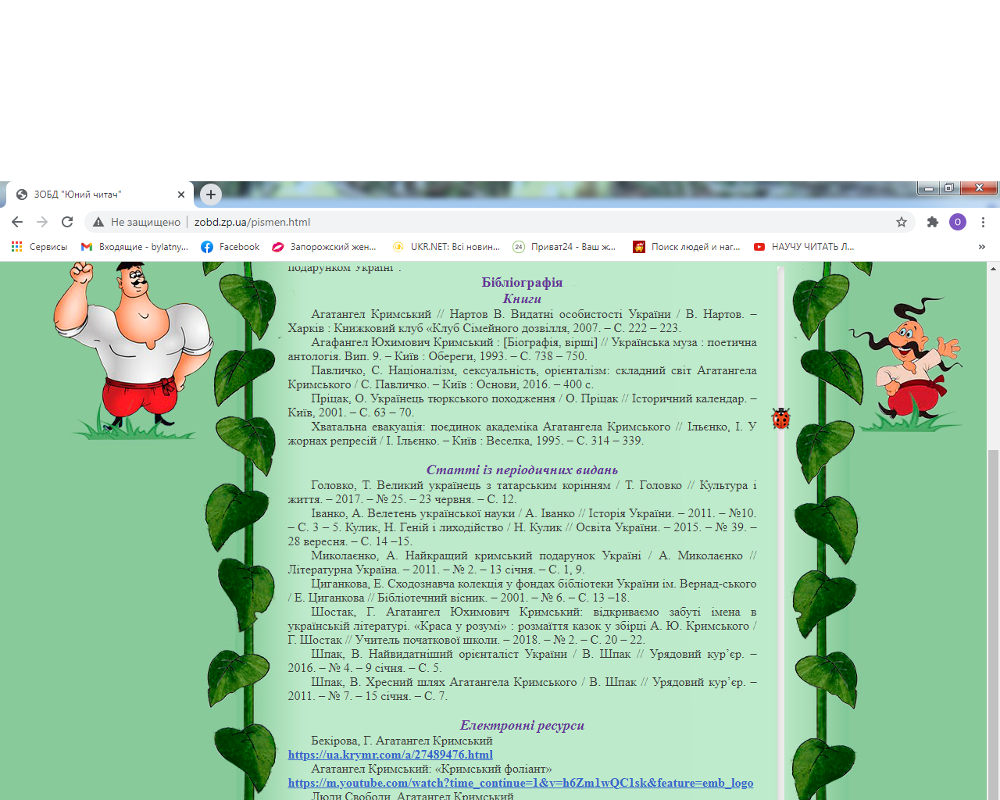 ЗОБД "Юний читач"
Не защищено zobd.zp.ua/pismen.html
Сервисы Входящие - bylatny... Facebook Запорожский жен... UKR.NET: Всі новин... 24 Приват24 - Ваш ж... Поиск людей и наг... НАУЧУ ЧИТАТЬ Л... »
подарунком Україні".
Бібліографія
Книги
Агатангел Кримський // Нартов В. Видатні особистості України / В. Нартов. –
Харків : Книжковий клуб «Клуб Сімейного дозвілля, 2007. – С. 222 – 223.
Агафангел Юхимович Кримський : [Біографія, вірші] // Українська муза : поетична
антологія. Вип. 9. – Київ : Обереги, 1993. – С. 738 – 750.
Павличко, С. Націоналізм, сексуальність, орієнталізм: складний світ Агатангела
Кримського / С. Павличко. – Київ : Основи, 2016. – 400 с.
Пріцак, О. Українець тюркського походження / О. Пріцак // Історичний календар. –
Київ, 2001. – С. 63 – 70.
Хватальна евакуація: поєдинок академіка Агатангела Кримського // Ільєнко, І. У
жорнах репресій / І. Ільєнко. – Київ : Веселка, 1995. – С. 314 – 339.
Статті із періодичних видань
Головко, Т. Великий українець з татарським корінням / Т. Головко // Культура і
життя. – 2017. – № 25. – 23 червня. – С. 12.
Іванко, А. Велетень української науки / А. Іванко // Історія України. – 2011. – №10.
– С. 3 – 5. Кулик, Н. Геній і лиходійство / Н. Кулик // Освіта України. – 2015. – № 39. –
28 вересня. – С. 14 –15.
Миколаєнко, А. Найкращий кримський подарунок Україні / А. Миколаєнко //
Літературна Україна. – 2011. – № 2. – 13 січня. – С. 1, 9.
Циганкова, Е. Сходознавча колекція у фондах бібліотеки України ім. Вернад-ського
/ Е. Циганкова // Бібліотечний вісник. – 2001. – № 6. – С. 13 –18.
Шостак, Г. Агатангел Юхимович Кримський: відкриваємо забуті імена в
українській літературі. «Краса у розумі» : розмаїття казок у збірці А. Ю. Кримського /
Г. Шостак // Учитель початкової школи. – 2018. – № 2. – С. 20 – 22.
Шпак, В. Найвидатніший орієнталіст України / В. Шпак // Урядовий кур’єр. –
2016. – № 4. – 9 січня. – С. 5.
Шпак, В. Хресний шлях Агатангела Кримського / В. Шпак // Урядовий кур’єр. –
2011. – № 7. – 15 січня. – С. 7.
Електронні ресурси
Бекірова, Г. Агатангел Кримський
https://ua.krymr.com/a/27489476.html
Агатангел Кримський: «Кримський фоліант»
https://m.youtube.com/watch?time_continue=1&v=h6Zm1wQC1sk&feature=emb_logo
Люди Свободи. Агатангел Кримський